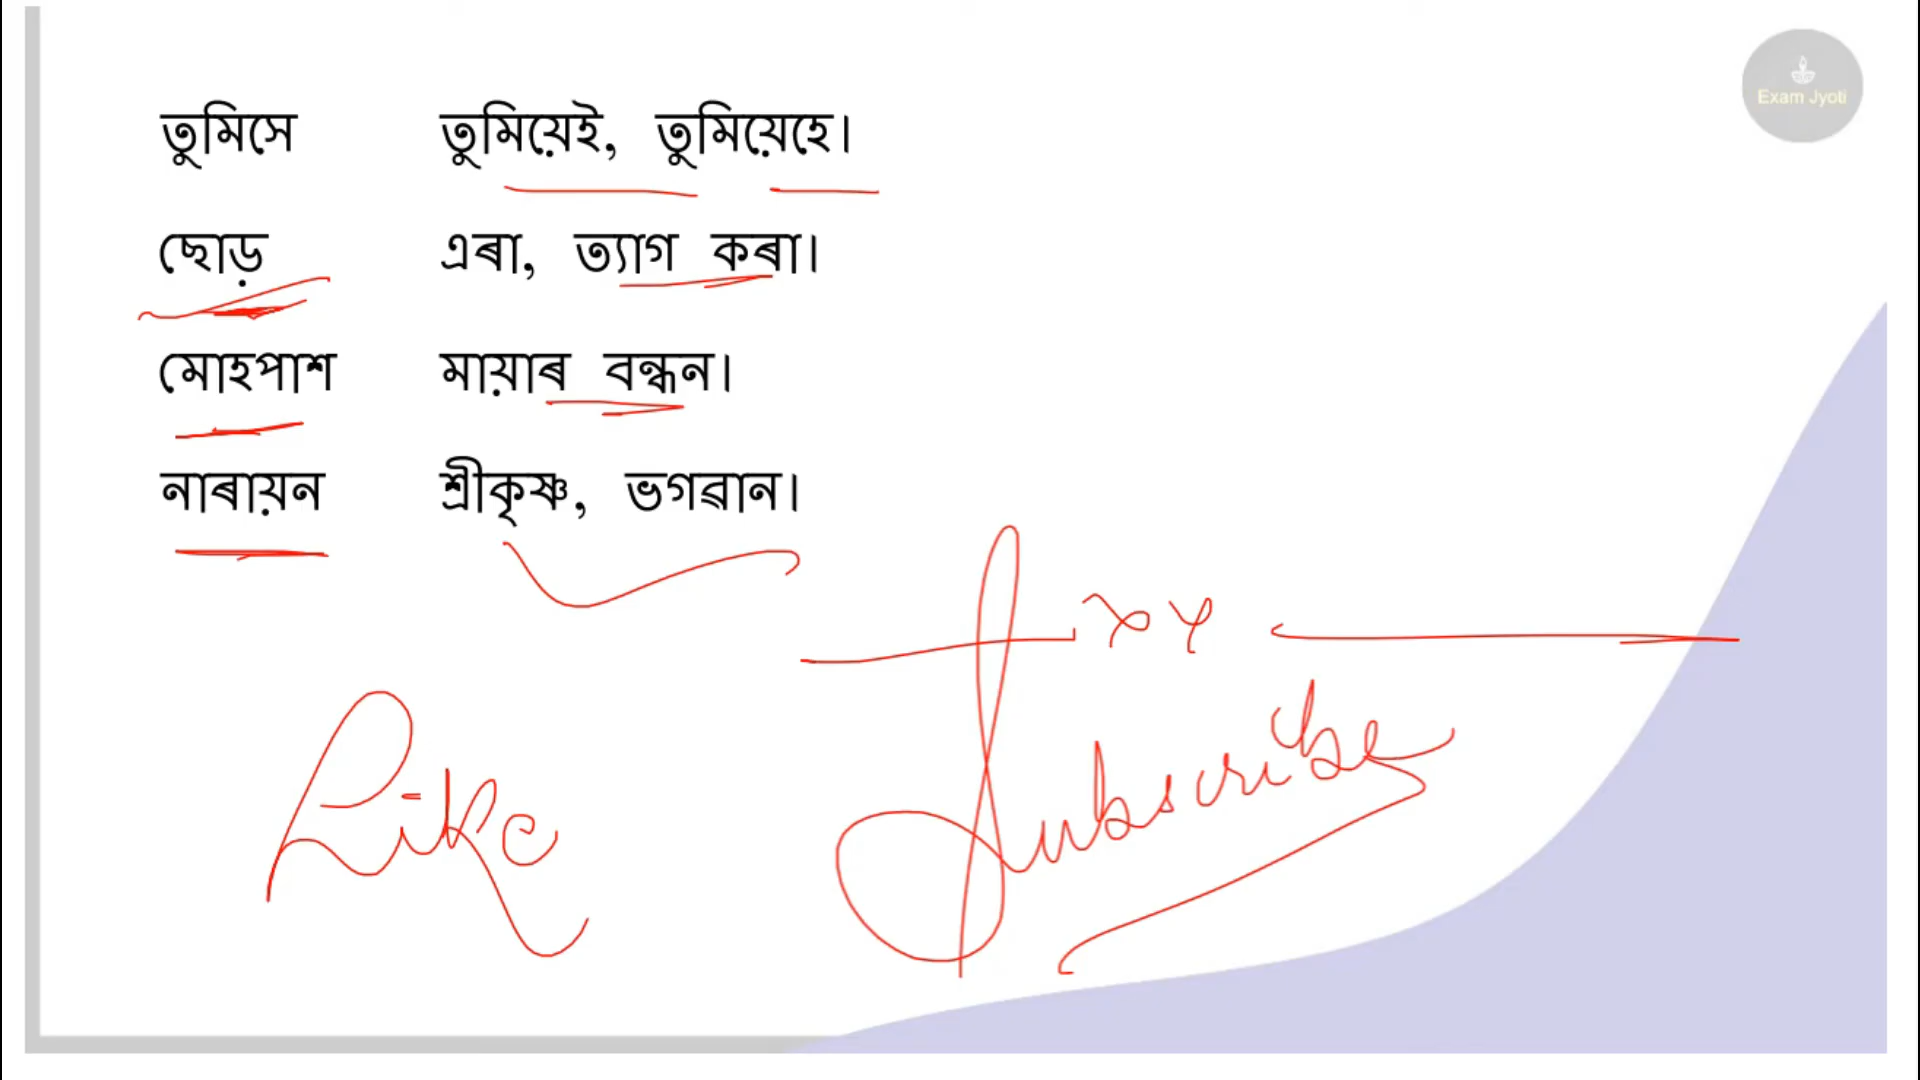 Exam Jyoti
তুমিসে তুমিয়েই, তুমিয়েহে।
ছোড় এৰা, ত্যাগ কৰা।
মোহপাশ মায়াৰ বন্ধন।
নাৰায়ন শ্ৰীকৃষ্ণ, ভগৱান।
Like Subscribe